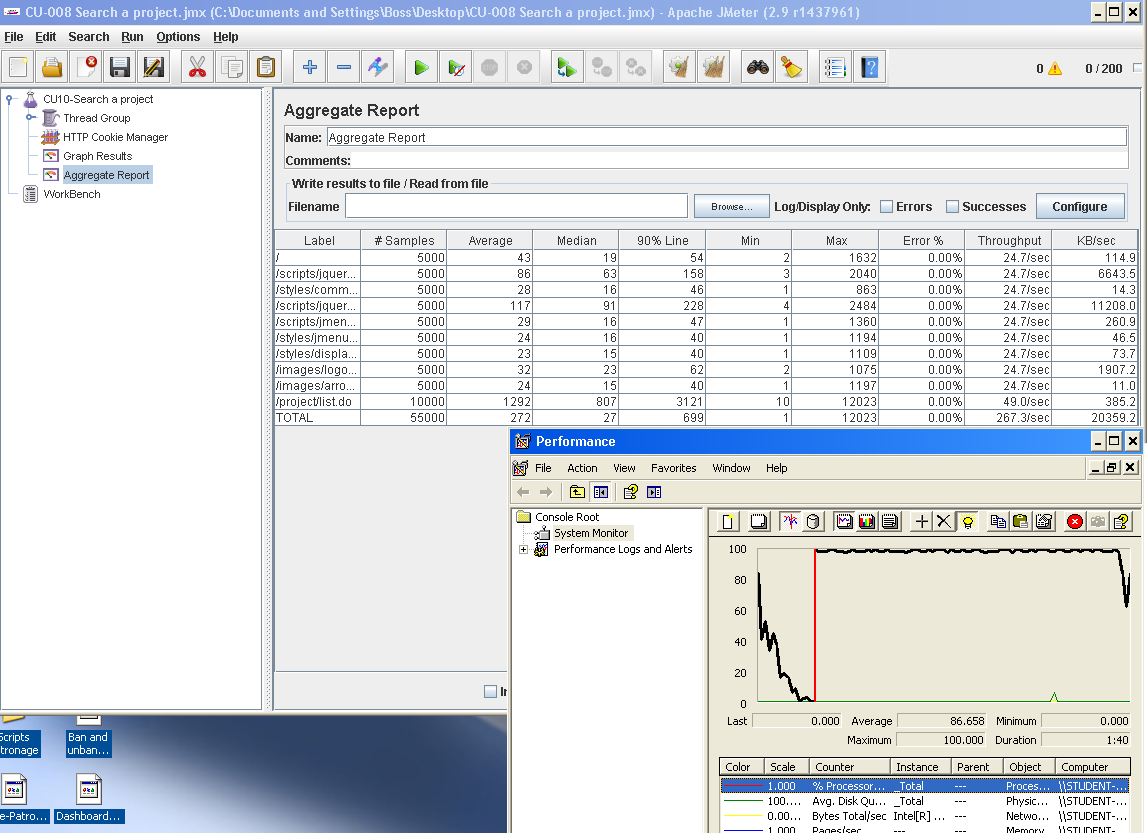 CU-008 Search a project.jmx (C:\Documents and Settings\Boss\Desktop\CU-008 Search a project.jmx) - Apache JMeter (2.9 r1437961)
File Edit Search Run Options Help
0 0 / 200
CU10-Search a project
Thread Group
HTTP Cookie Manager
Graph Results
Aggregate Report
WorkBench
Aggregate Report
Name: Aggregate Report
Comments:
Write results to file / Read from file
Filename Browse... Log/Display Only: Errors Successes Configure
Label # Samples Average Median 90% Line Min Max Error % Throughput KB/sec
/ 5000 43 19 54 2 1632 0.00% 24.7/sec 114.9
/scripts/jquer... 5000 86 63 158 3 2040 0.00% 24.7/sec 6643.5
/styles/comm... 5000 28 16 46 1 863 0.00% 24.7/sec 14.3
/scripts/jquer... 5000 117 91 228 4 2484 0.00% 24.7/sec 11208.0
/scripts/jmen... 5000 29 16 47 1 1360 0.00% 24.7/sec 260.9
/styles/jmenu... 5000 24 16 40 1 1194 0.00% 24.7/sec 46.5
/styles/displa... 5000 23 15 40 1 1109 0.00% 24.7/sec 73.7
/images/logo... 5000 32 23 62 2 1075 0.00% 24.7/sec 1907.2
/images/arro... 5000 24 15 40 1 1197 0.00% 24.7/sec 11.0
/project/list.do 10000 1292 807 3121 10 12023 0.00% 49.0/sec 385.2
TOTAL 55000 272 27 699 1 12023 0.00% 267.3/sec 20359.2
Performance
File Action View Favorites Window Help
Console Root
System Monitor
Performance Logs and Alerts
100
80
60
40
20
0
Last 0.000 Average 86.658 Minimum 0.000
Maximum 100.000 Duration 1:40
Color Scale Counter Instance Parent Object Computer
1.000 % Processor... _Total --- Proces... \\STUDENT-...
100.... Avg. Disk Qu... _Total --- Physic... \\STUDENT-...
0.00... Bytes Total/sec Intel[R] ... --- Server... \\STUDENT-...
1.000 Pages/sec --- --- Memory \\STUDENT-...
Scripts
tronage
Ban and
unban...
e-Patro...
Dashboard...